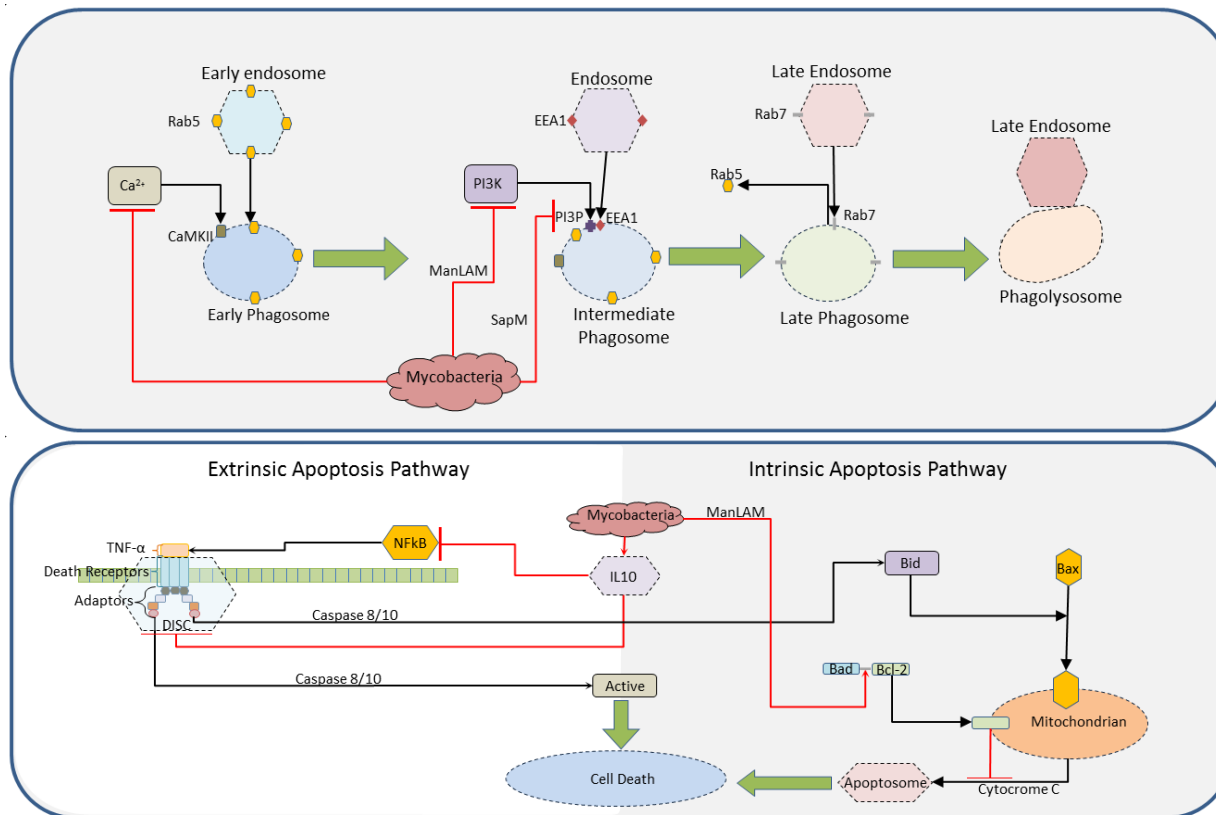 Early endosome
Rab5
Ca2+
CaMKII
Early Phagosome
Endosome
EEA1
PI3K
PI3P
EEA1
ManLAM
SapM
Intermediate
Phagosome
Mycobacteria
Late Endosome
Rab7
Rab5
Rab7
Late Phagosome
Late Endosome
Phagolysosome
Extrinsic Apoptosis Pathway
Intrinsic Apoptosis Pathway
Mycobacteria
ManLAM
TNF-α
NFkB
Death Receptors
IL10
Bid
Bax
Adaptors
DISC
Caspase 8/10
Bad
Bcl-2
Caspase 8/10
Active
Mitochondrian
Cell Death
Apoptosome
Cytocrome C